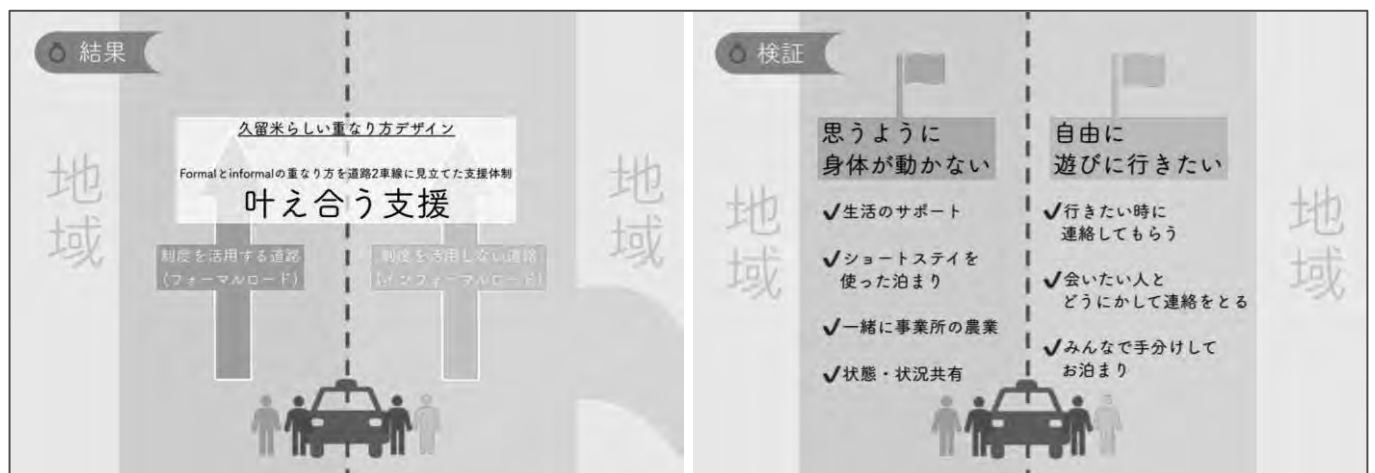 結果
久留米らしい重なり方デザイン
Formalとinformalの重なり方を道路2車線に見立てた支援体制
叶え合う支援
地域
地域
制度を活用する道路
(フォーマルロード)
制度を活用しない道路
(インフォーマルロード)
検証
思うように
身体が動かない
✓生活のサポート
✓ショートステイを
使った泊まり
✓一緒に事業所の農業
✓状態・状況共有
自由に
遊びに行きたい
✓行きたい時に
連絡してもらう
✓会いたい人と
どうにかして連絡をとる
✓みんなで手分けして
お泊まり
地域
地域